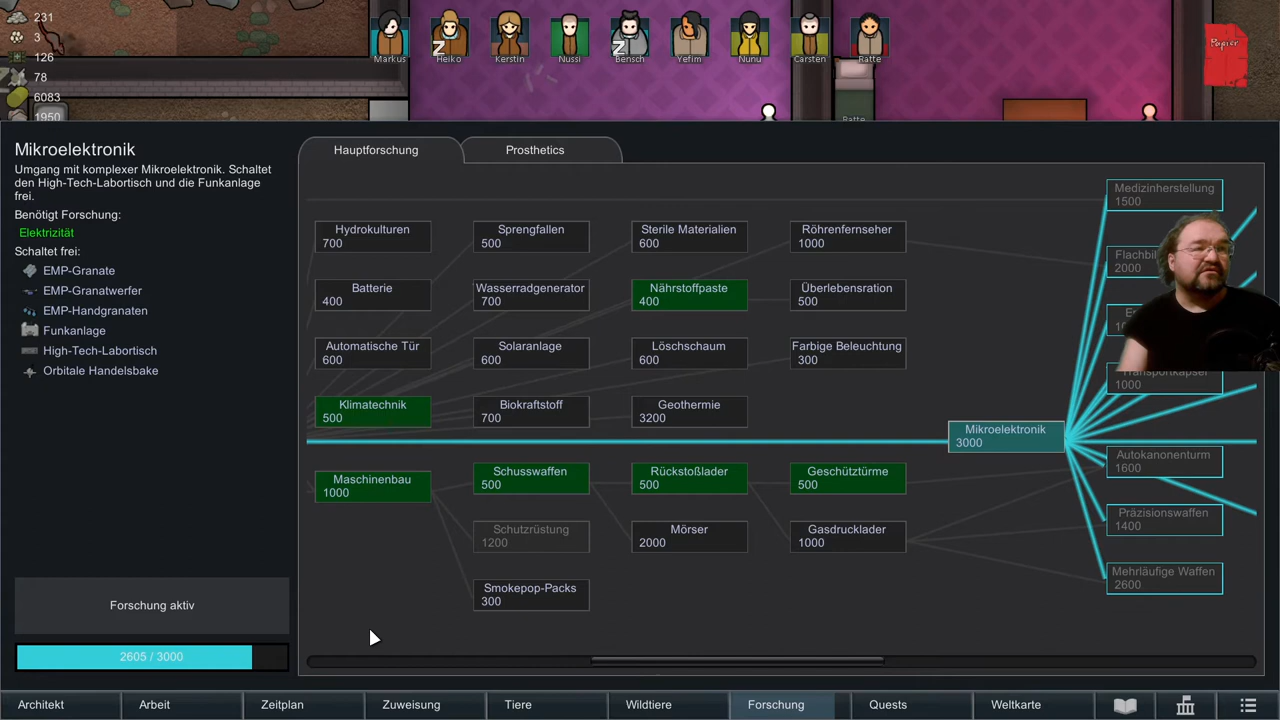 231
3
126
78
6083
1950
Markus
Z
Heiko
Kerstin
Nussi
Z
Bensch
Yefim
Nunu
Carsten
Ratte
Papier
Ratte
Mikroelektronik
Umgang mit komplexer Mikroelektronik. Schaltet
den High-Tech-Labortisch und die Funkanlage
frei.
Benötigt Forschung:
Elektrizität
Schaltet frei:
EMP-Granate
EMP-Granatwerfer
EMP-Handgranaten
Funkanlage
High-Tech-Labortisch
Orbitale Handelsbake
Forschung aktiv
2605 / 3000
Hauptforschung
Prosthetics
Medizinherstellung
1500
Hydrokulturen
700
Sprengfallen
500
Sterile Materialien
600
Röhrenfernseher
1000
Flachbil
2000
Batterie
400
Wasserradgenerator
700
Nährstoffpaste
400
Überlebensration
500
Automatische Tür
600
Solaranlage
600
Löschschaum
600
Farbige Beleuchtung
300
Transportkapsel
1000
Klimatechnik
500
Biokraftstoff
700
Geothermie
3200
Mikroelektronik
3000
Autokanonenturm
1600
Maschinenbau
1000
Schusswaffen
500
Rückstoßlader
500
Geschütztürme
500
Präzisionswaffen
1400
Schutzrüstung
1200
Mörser
2000
Gasdrucklader
1000
Mehrläufige Waffen
2600
Smokepop-Packs
300
Architekt
Arbeit
Zeitplan
Zuweisung
Tiere
Wildtiere
Forschung
Quests
Weltkarte